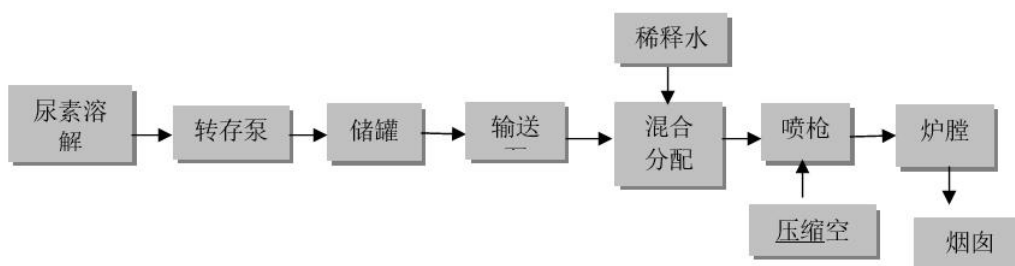 稀释水
尿素溶
解
转存泵
储罐
输送
混合
分配
喷枪
炉膛
压缩空
烟囱